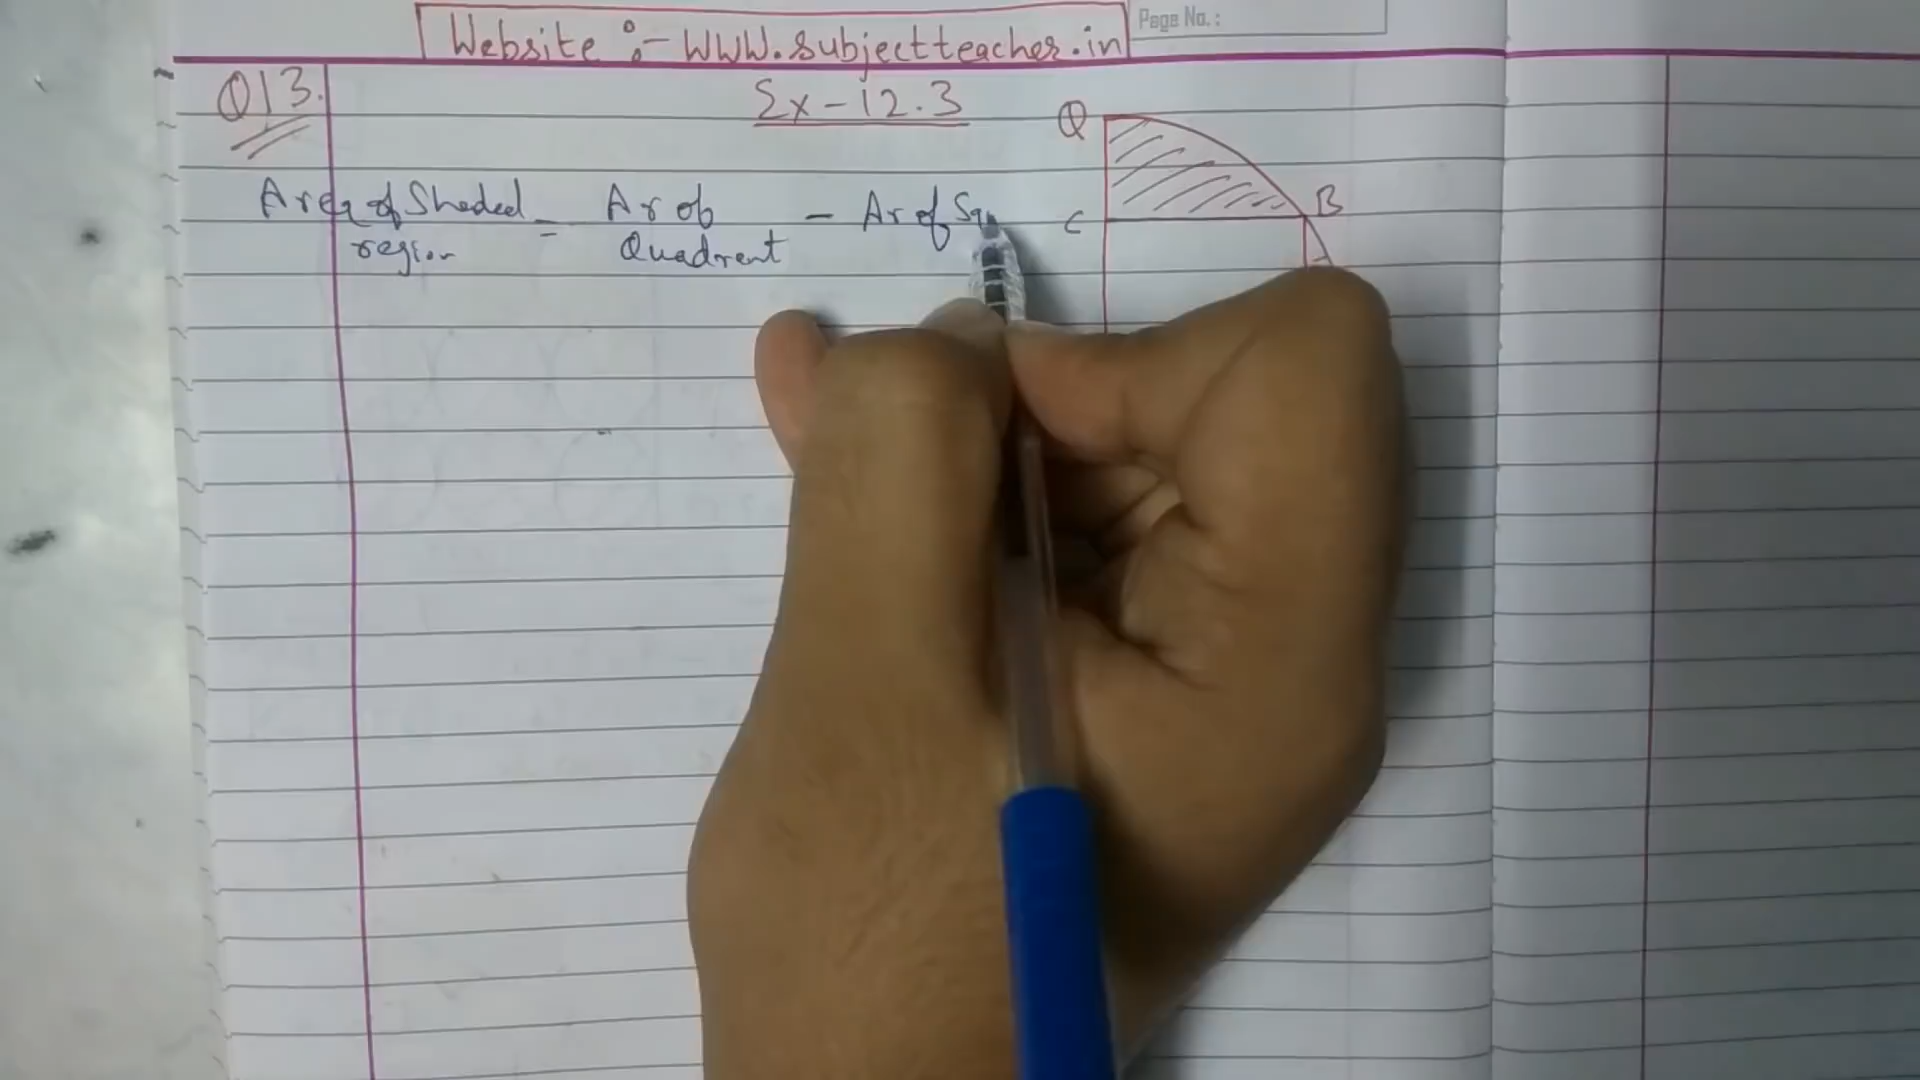 Page No. :
Website :- WWW.subjectteacher.in
Q13.
Ex-12.3
Q
B
C
Area of Shaded region = Ar of Quadrent - Ar of Squ